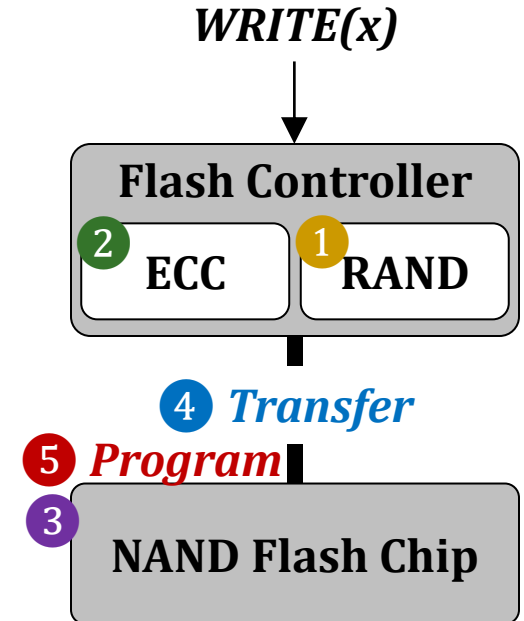 WRITE(x)
Flash Controller
2 ECC 1 RAND
4 Transfer
5 Program
3 NAND Flash Chip